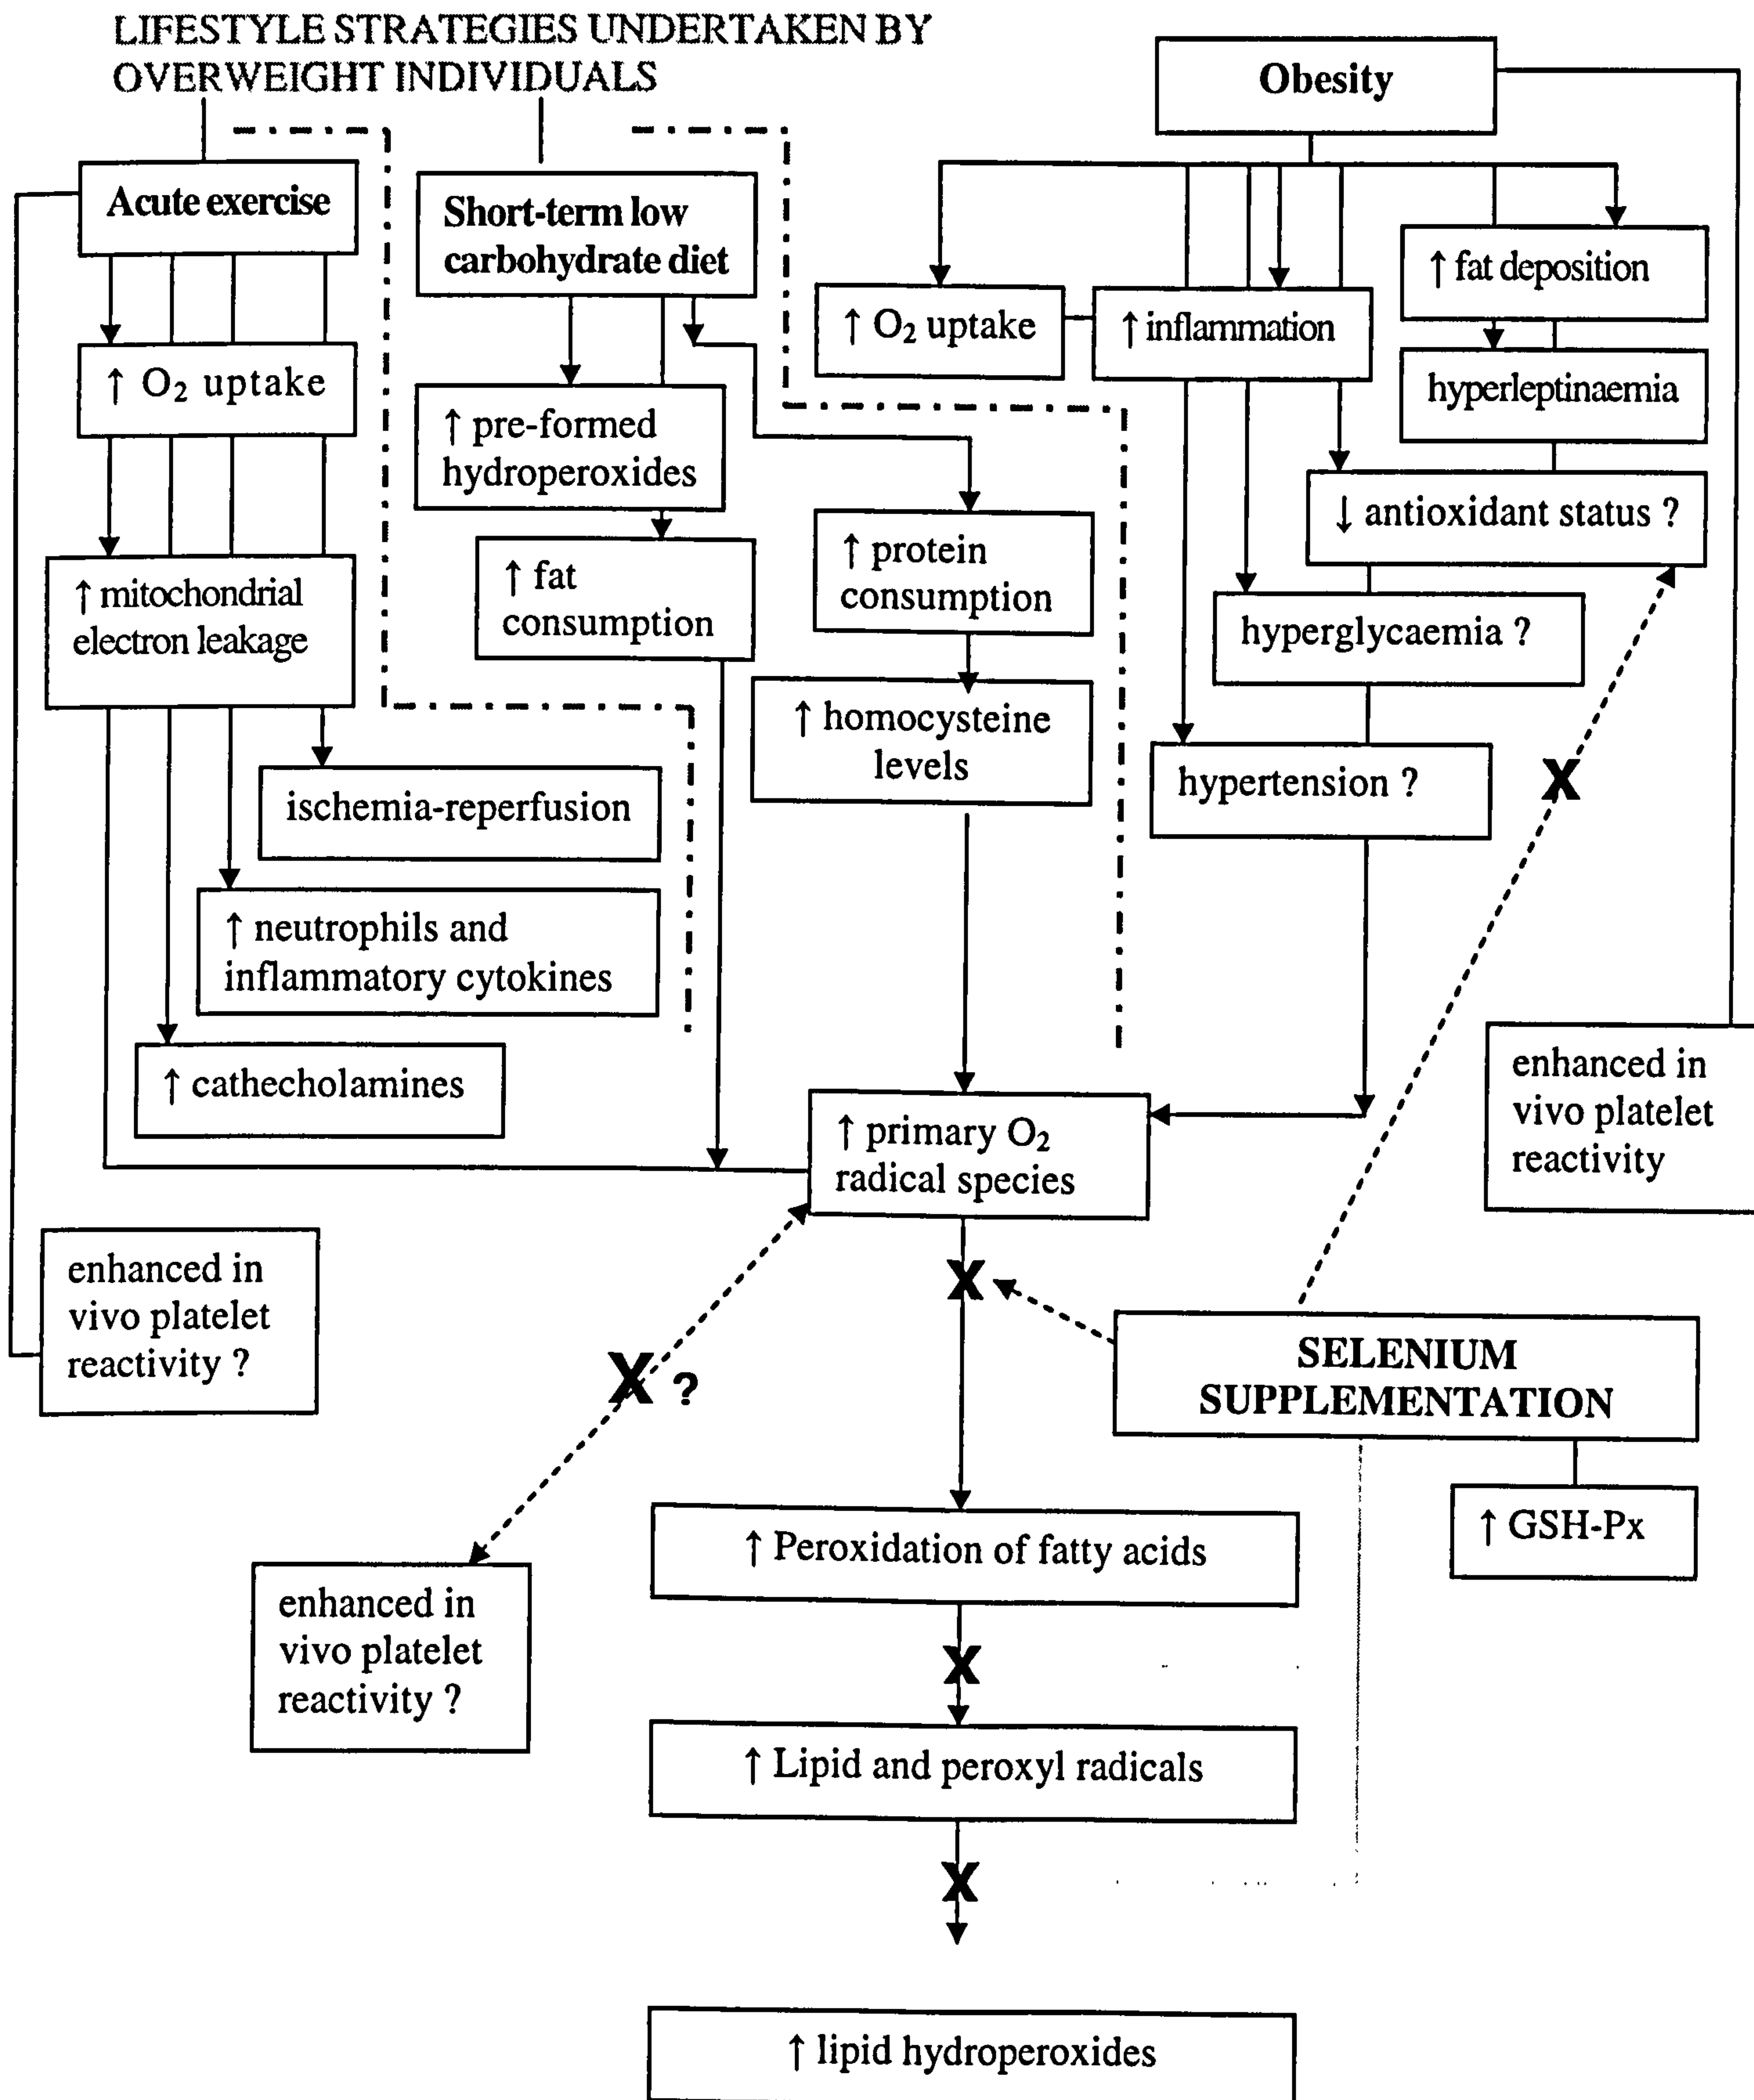 LIFESTYLE STRATEGIES UNDERTAKEN BY
OVERWEIGHT INDIVIDUALS
Obesity
Acute exercise
Short-term low
carbohydrate diet
↑ fat deposition
↑ O₂ uptake
↑ inflammation
↑ O₂ uptake
hyperleptinaemia
↑ pre-formed
hydroperoxides
↓ antioxidant status ?
↑ protein
consumption
↑ fat
consumption
↑ mitochondrial
electron leakage
hyperglycaemia ?
↑ homocysteine
levels
hypertension ?
X
ischemia-reperfusion
↑ neutrophils and
inflammatory cytokines
↑ cathecholamines
enhanced in
vivo platelet
reactivity
↑ primary O₂
radical species
enhanced in
vivo platelet
reactivity ?
X
X ?
SELENIUM
SUPPLEMENTATION
↑ GSH-Px
↑ Peroxidation of fatty acids
enhanced in
vivo platelet
reactivity ?
X
↑ Lipid and peroxyl radicals
X
↑ lipid hydroperoxides